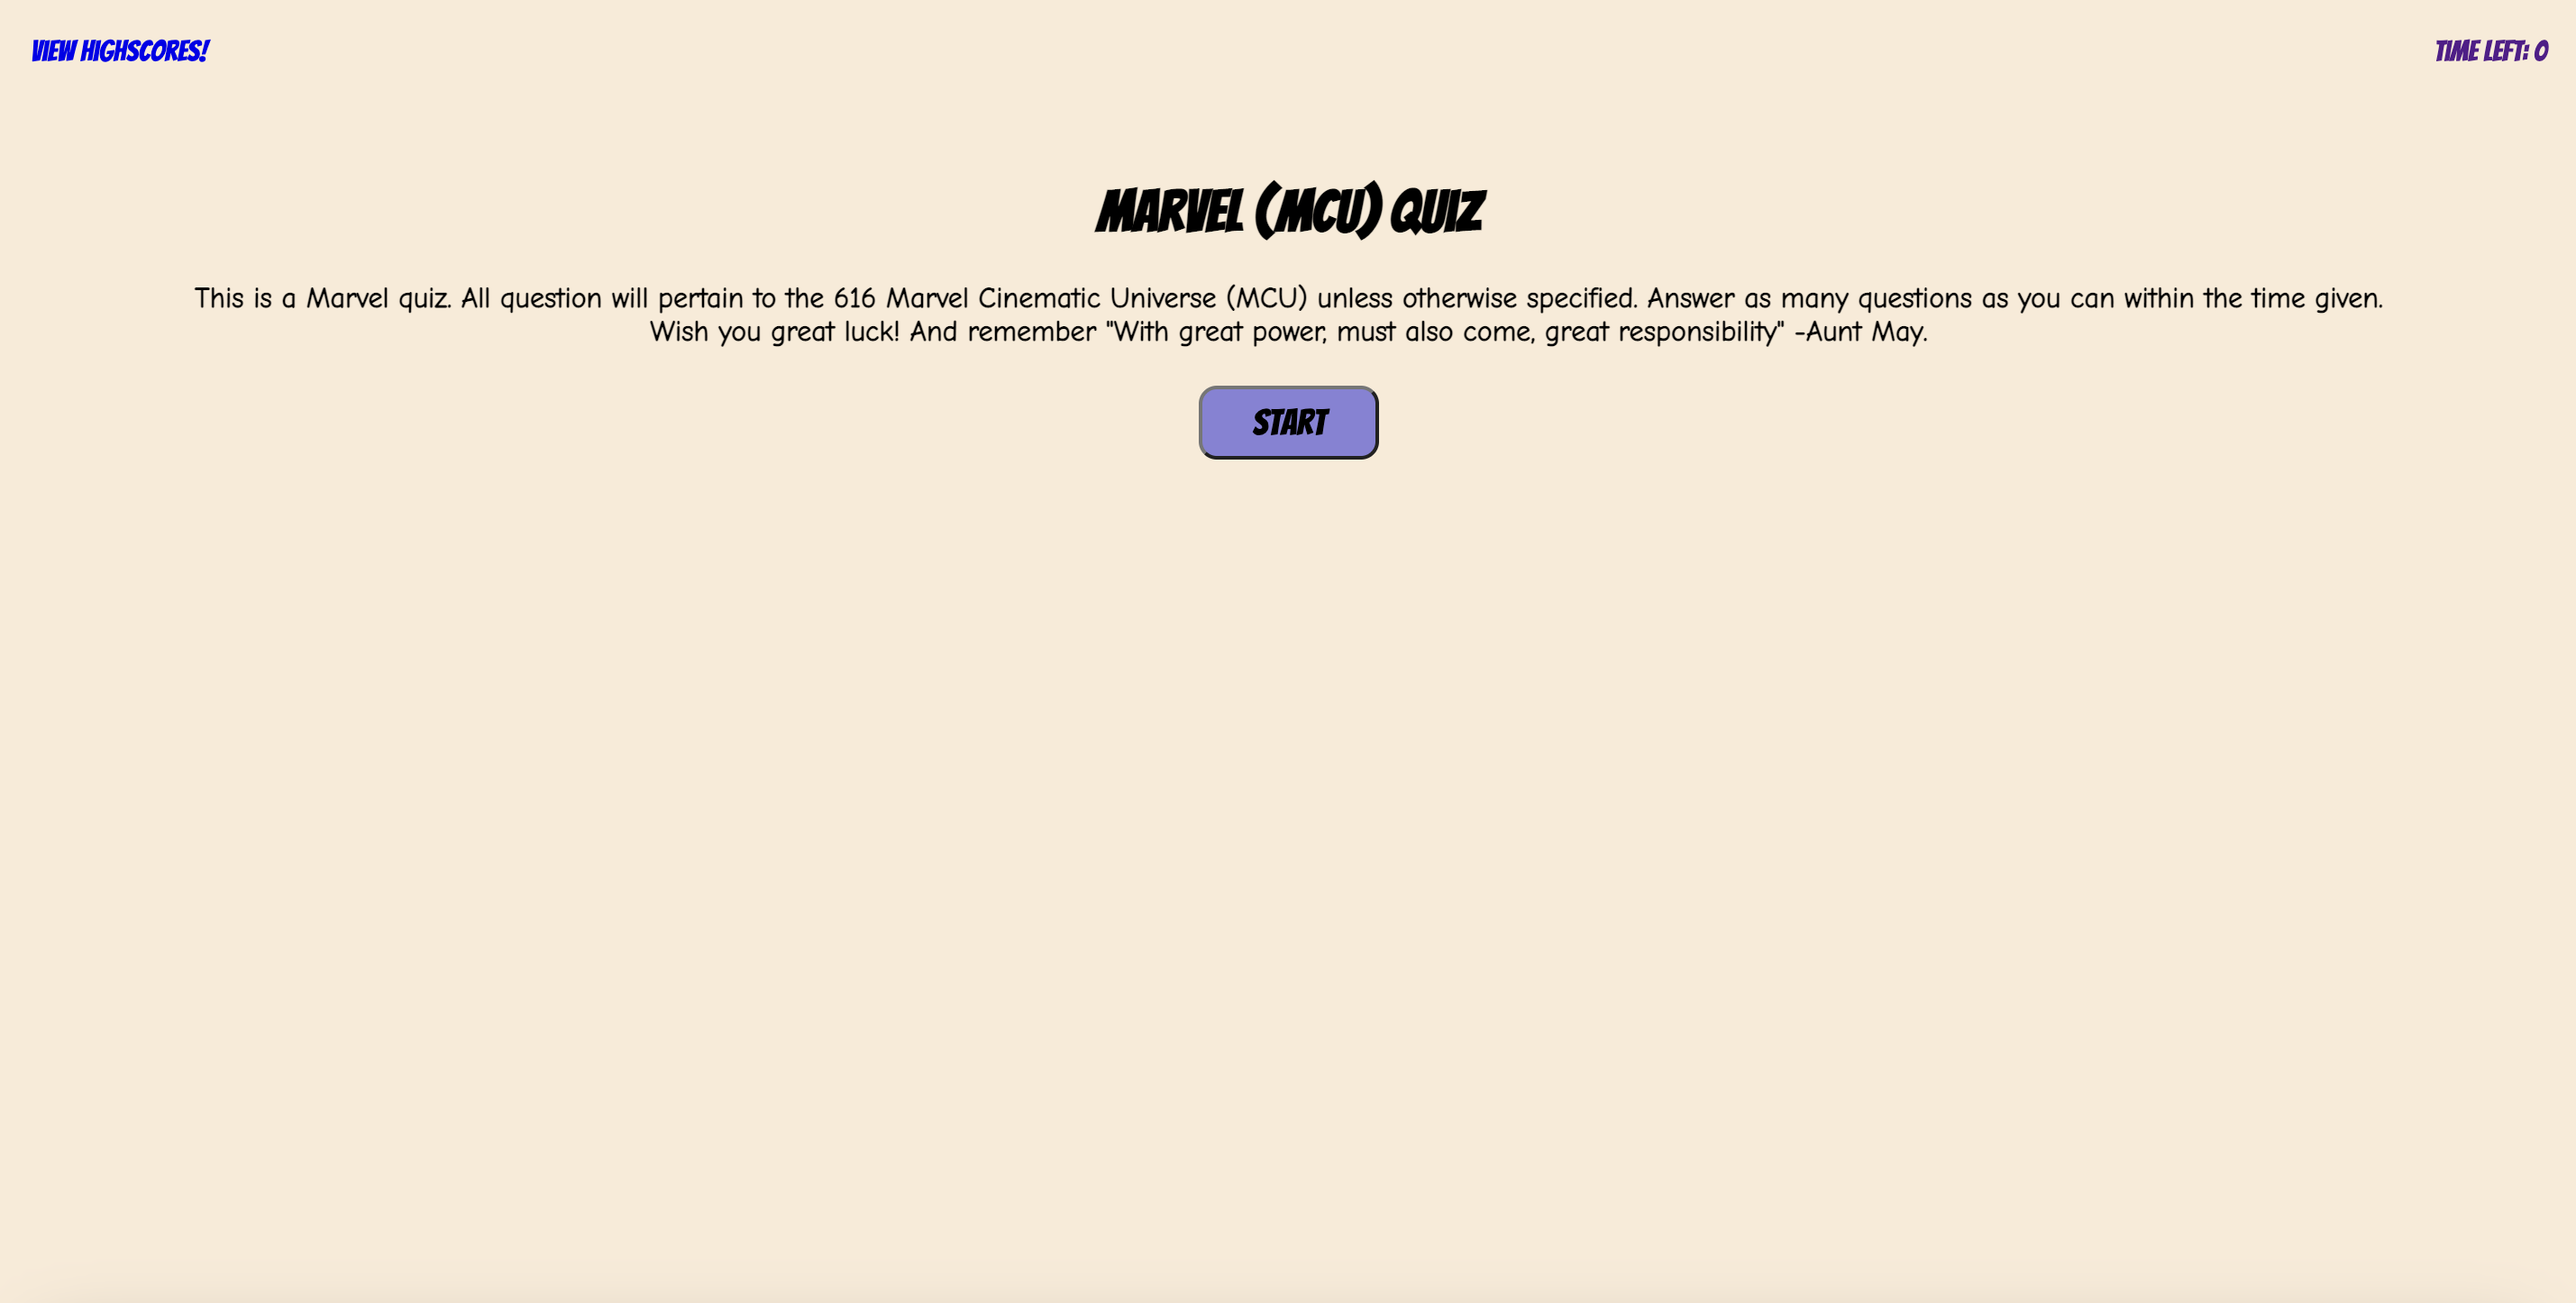 VIEW HIGHSCORES!
TIME LEFT: 0
MARVEL (MCU) QUIZ
This is a Marvel quiz. All question will pertain to the 616 Marvel Cinematic Universe (MCU) unless otherwise specified. Answer as many questions as you can within the time given.
Wish you great luck! And remember "With great power, must also come, great responsibility" -Aunt May.
START